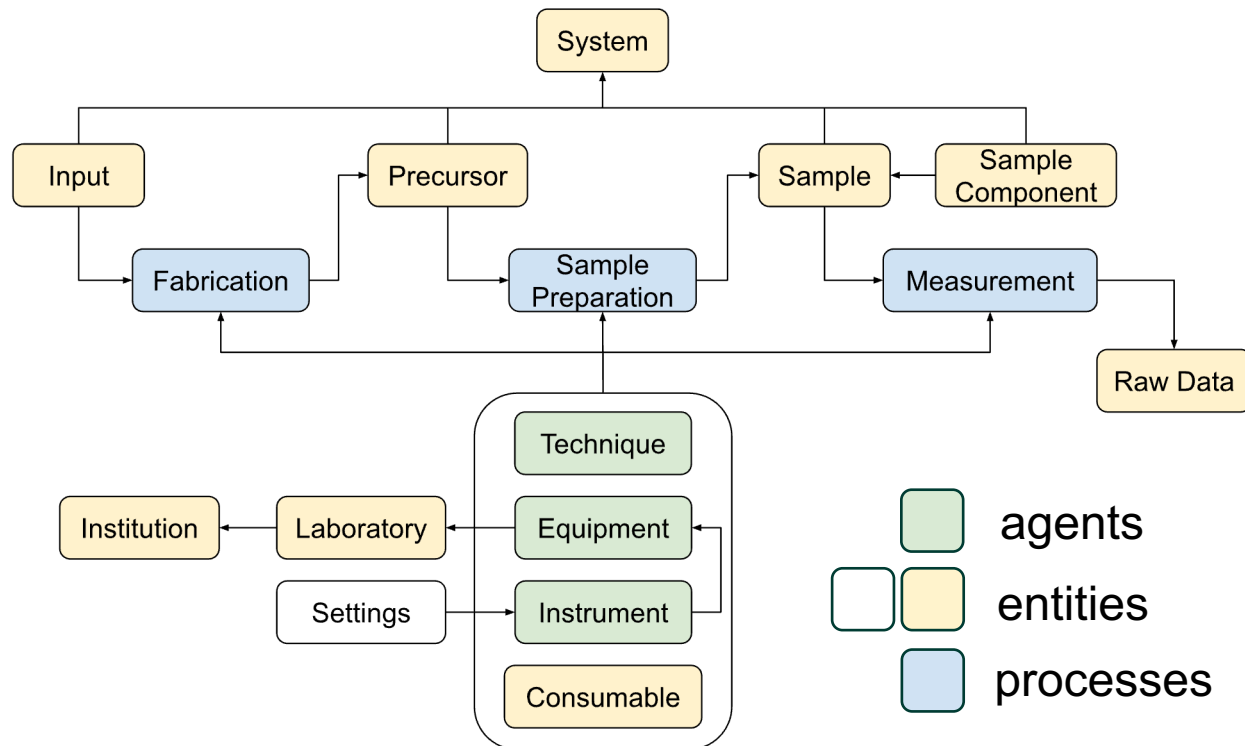 System
Input
Precursor
Sample
Sample
Component
Fabrication
Sample
Preparation
Measurement
Raw Data
Technique
Institution
Laboratory
Equipment
Settings
Instrument
Consumable
agents
entities
processes